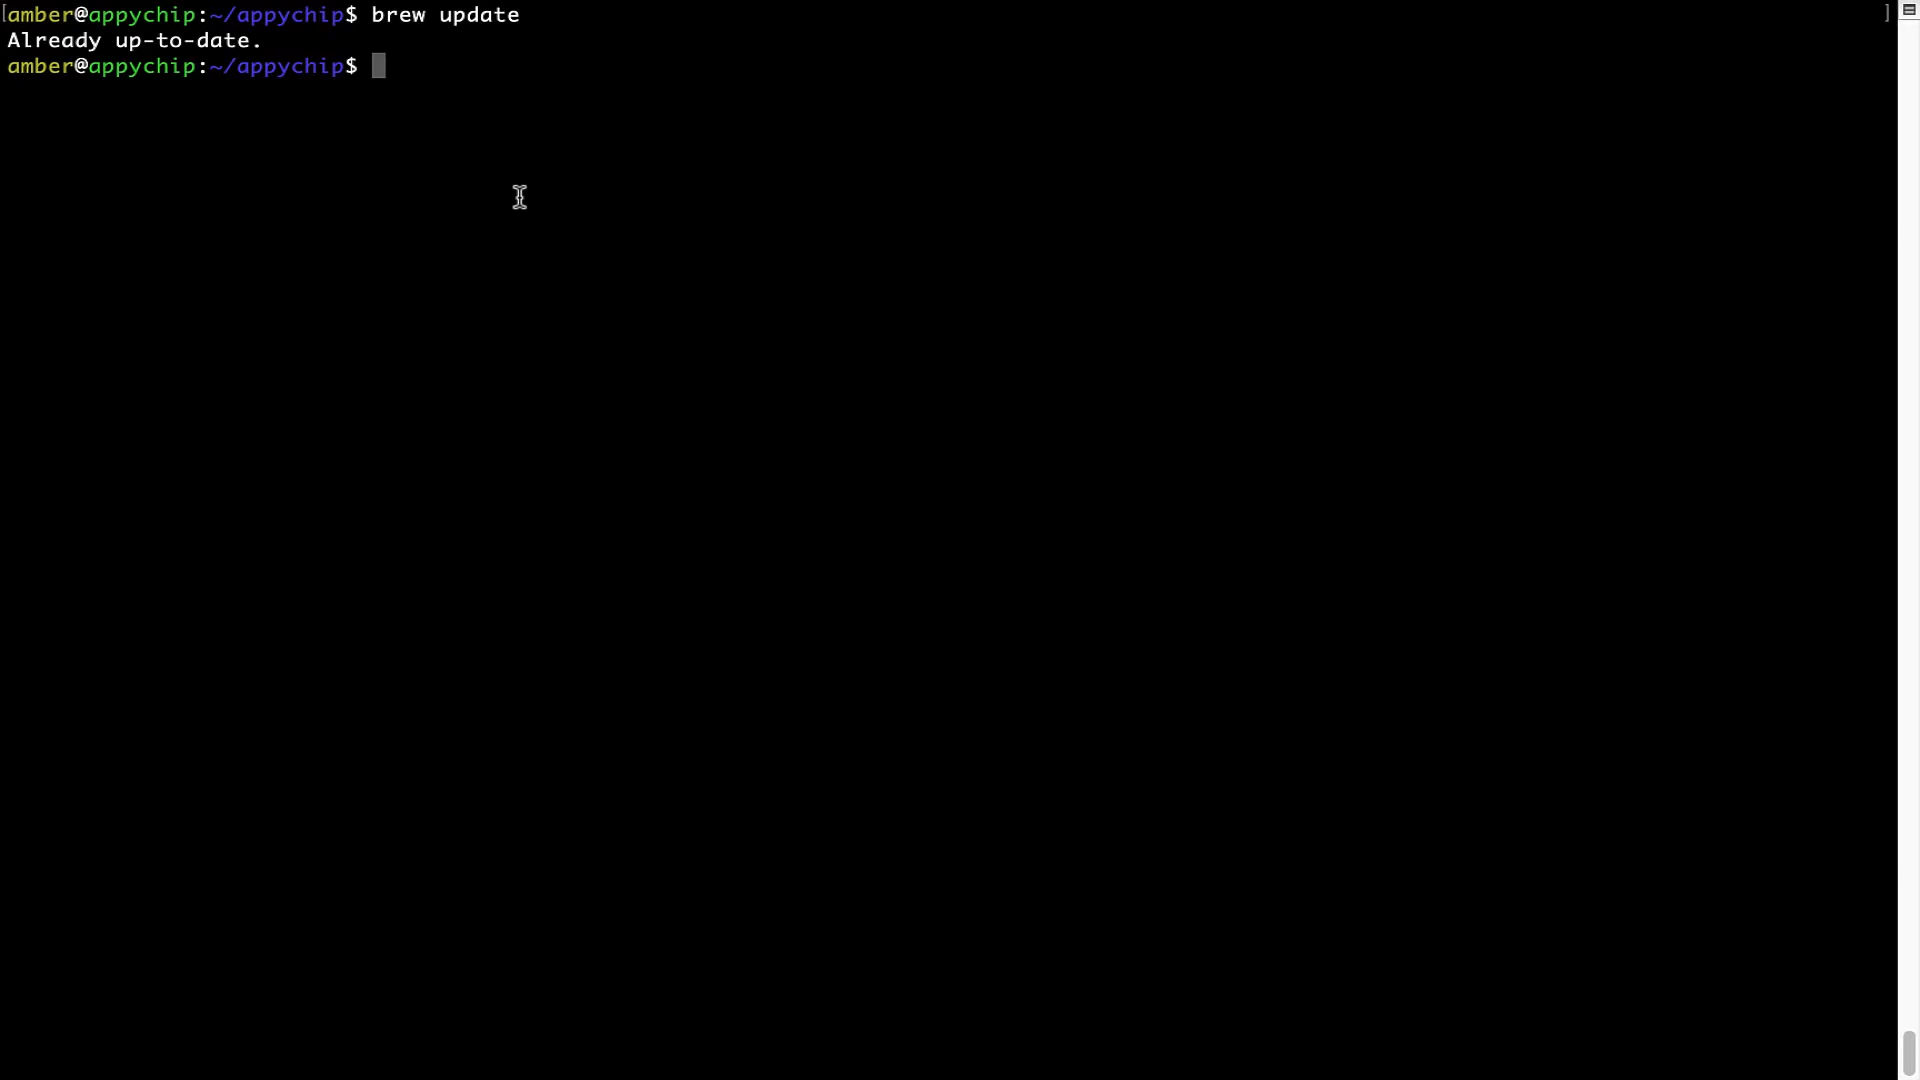 [amber@appychip:~/appychip$ brew update ]
Already up-to-date.
amber@appychip:~/appychip$